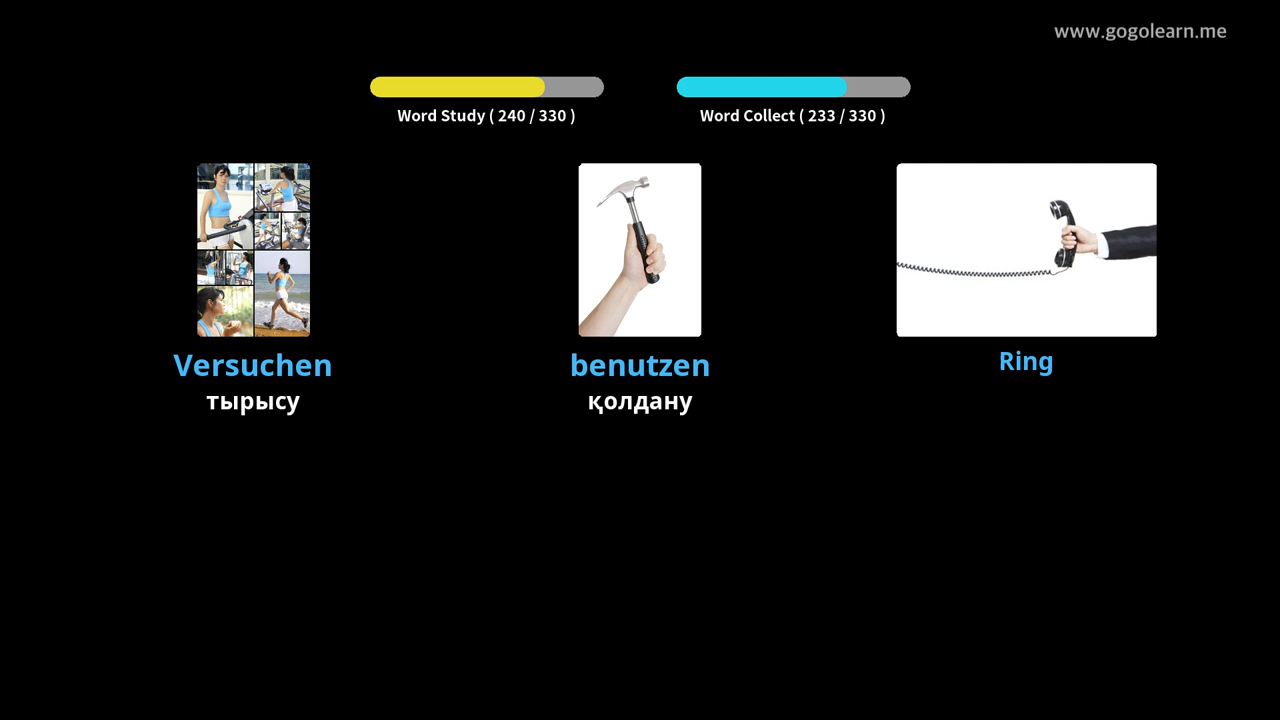 www.gogolearn.me
Word Study ( 240 / 330 )
Word Collect ( 233 / 330 )
Versuchen
тырысу
benutzen
қолдану
Ring